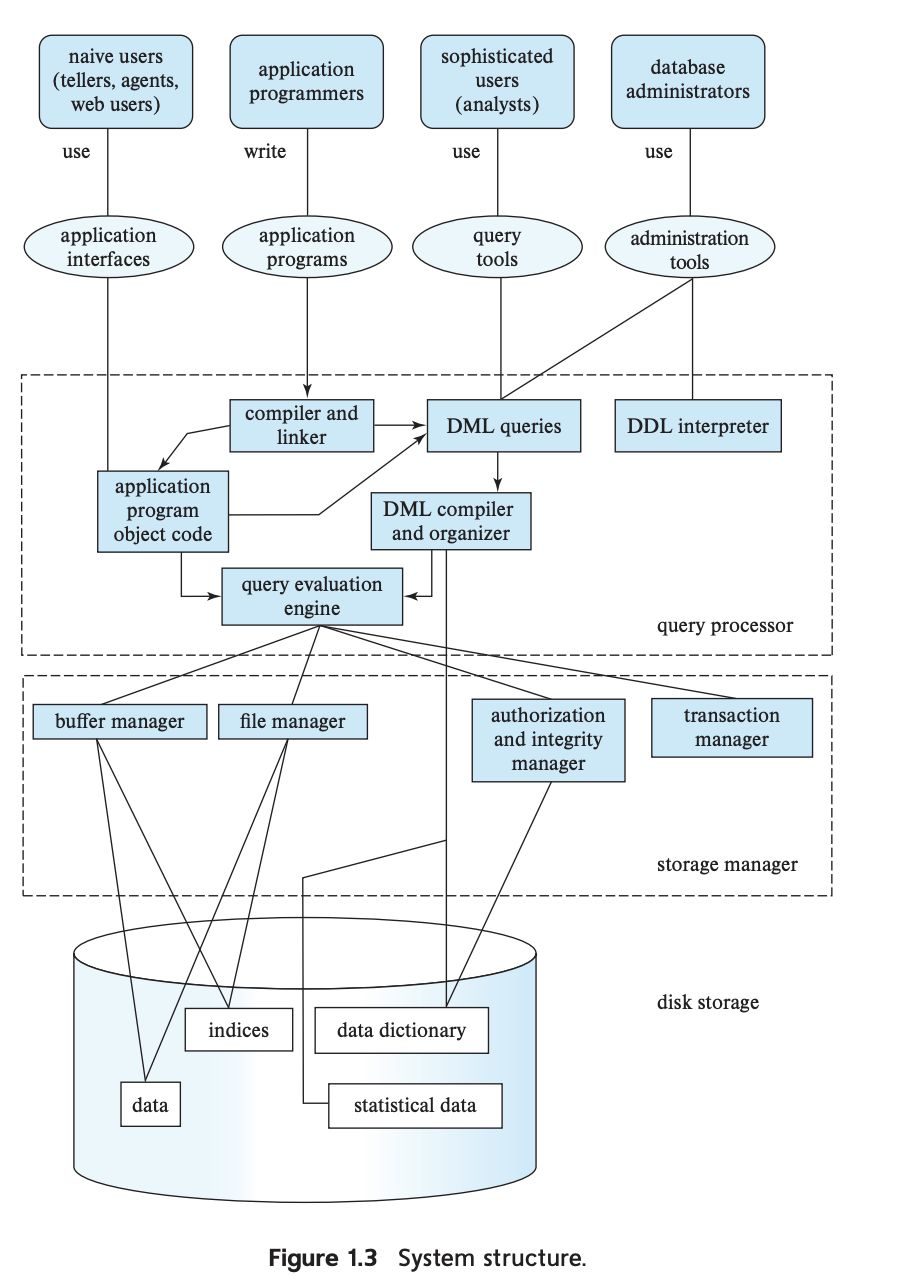 naive users
(tellers, agents,
web users)
application
programmers
sophisticated
users
(analysts)
database
administrators
use
write
use
use
application
interfaces
application
programs
query
tools
administration
tools
compiler and
linker
DML queries
DDL interpreter
application
program
object code
DML compiler
and organizer
query evaluation
engine
query processor
buffer manager
file manager
authorization
and integrity
manager
transaction
manager
storage manager
disk storage
indices
data dictionary
data
statistical data
Figure 1.3 System structure.